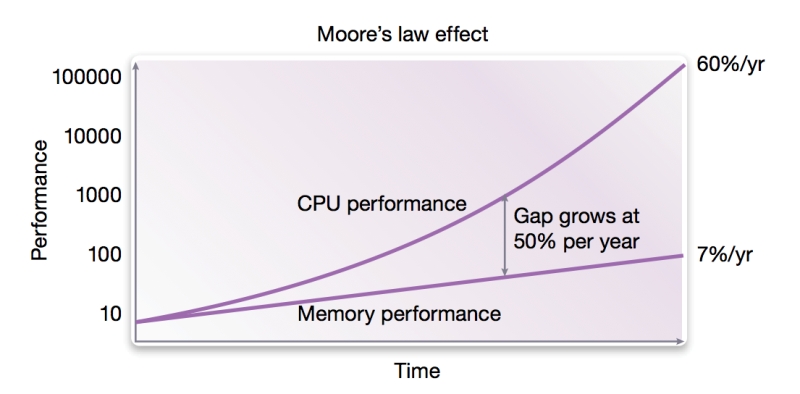 Moore's law effect
100000
10000
1000
100
10
Performance
60%/yr
CPU performance
Gap grows at
50% per year
7%/yr
Memory performance
Time